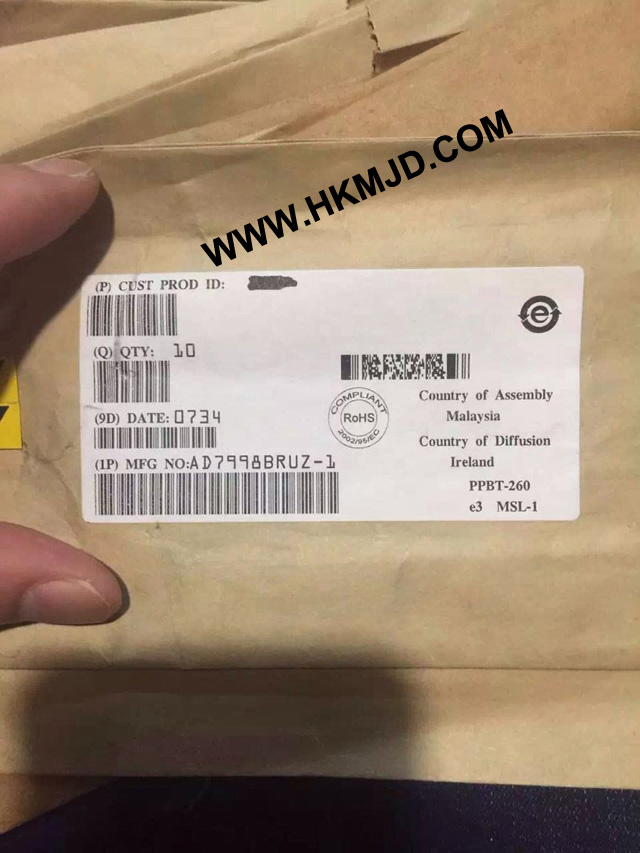 WWW.HKMJD.COM
(P) CUST PROD ID:
(Q) QTY: 10
(9D) DATE:0734
(1P) MFG NO:AD7998BRUZ-1
e
COMPLIANT
RoHS
2002/95/EC
Country of Assembly
Malaysia
Country of Diffusion
Ireland
PPBT-260
e3 MSL-1